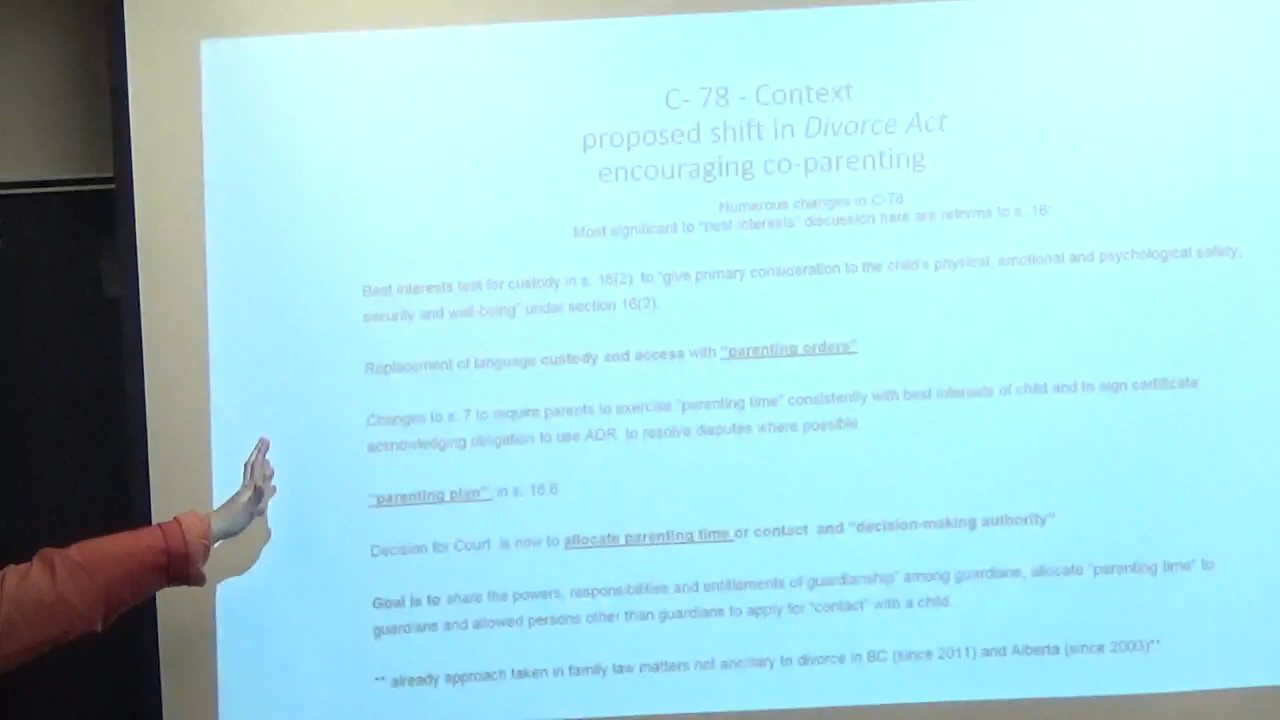 C- 78 - Context
proposed shift in Divorce Act
encouraging co-parenting
Numerous changes in C-78
Most significant to "best interests" discussion here are reforms to s. 16:
Best interests test for custody in s. 16(2) to "give primary consideration to the child's physical, emotional and psychological safety,
security and well-being" under section 16(2).
Replacement of language custody and access with "parenting orders"
Changes to s. 7 to require parents to exercise "parenting time" consistently with best interests of child and to sign certificate
acknowledging obligation to use ADR to resolve disputes where possible
"parenting plan" in s. 16.6
Decision for Court is now to allocate parenting time or contact and "decision-making authority"
Goal is to share the powers, responsibilities and entitlements of guardianship" among guardians, allocate "parenting time" to
guardians and allowed persons other than guardians to apply for "contact" with a child.
** already approach taken in family law matters not ancillary to divorce in BC (since 2011) and Alberta (since 2003)**